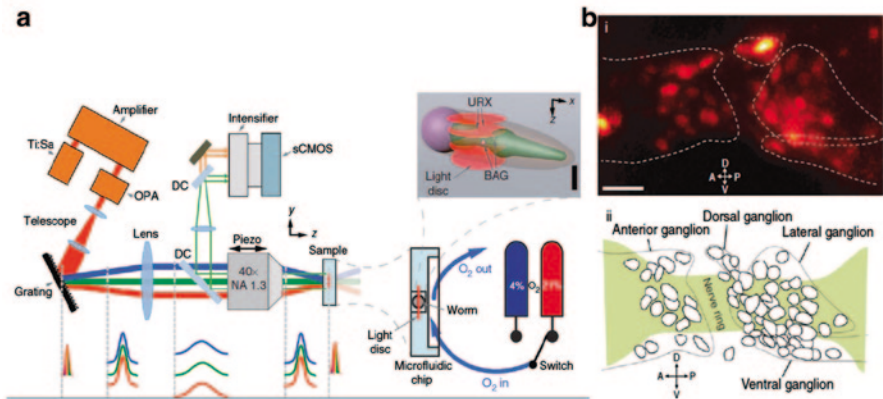 a
Amplifier
Ti:Sa
OPA
Telescope
Grating
Lens
DC
DC
Intensifier
sCMOS
Piezo
40×
NA 1.3
y
z
Sample
URX
BAG
Light
disc
x
z
O₂ out
O₂ in
4%
O₂
21%
Worm
Light
disc
Microfluidic
chip
Switch
b
i
D
A
P
V
ii
Anterior ganglion
Dorsal ganglion
Lateral ganglion
Nerve ring
Ventral ganglion
D
A
P
V